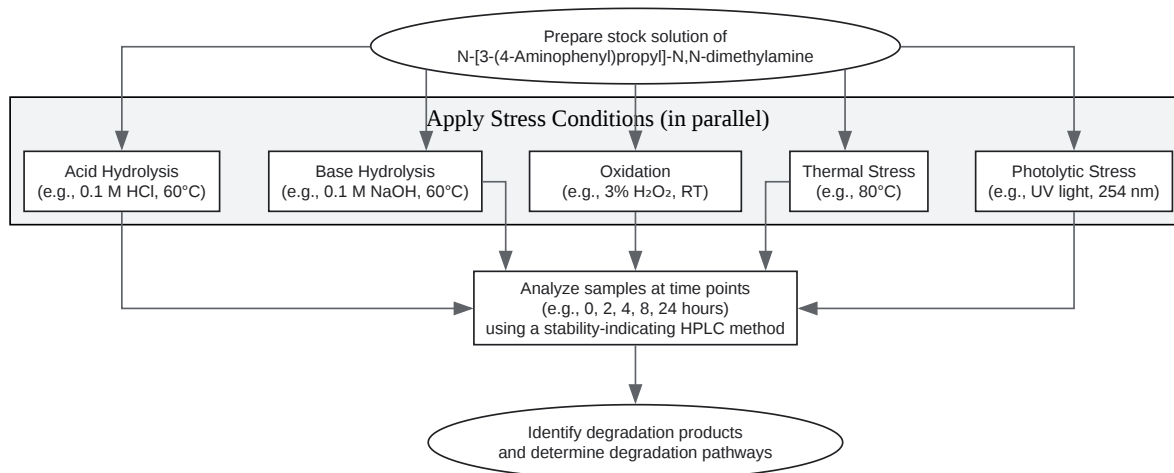 Prepare stock solution of
N-[3-(4-Aminophenyl)propyl]-N,N-dimethylamine
Apply Stress Conditions (in parallel)
Acid Hydrolysis
(e.g., 0.1 M HCl, 60°C)
Base Hydrolysis
(e.g., 0.1 M NaOH, 60°C)
Oxidation
(e.g., 3% H₂O₂, RT)
Thermal Stress
(e.g., 80°C)
Photolytic Stress
(e.g., UV light, 254 nm)
Analyze samples at time points
(e.g., 0, 2, 4, 8, 24 hours)
using a stability-indicating HPLC method
Identify degradation products
and determine degradation pathways